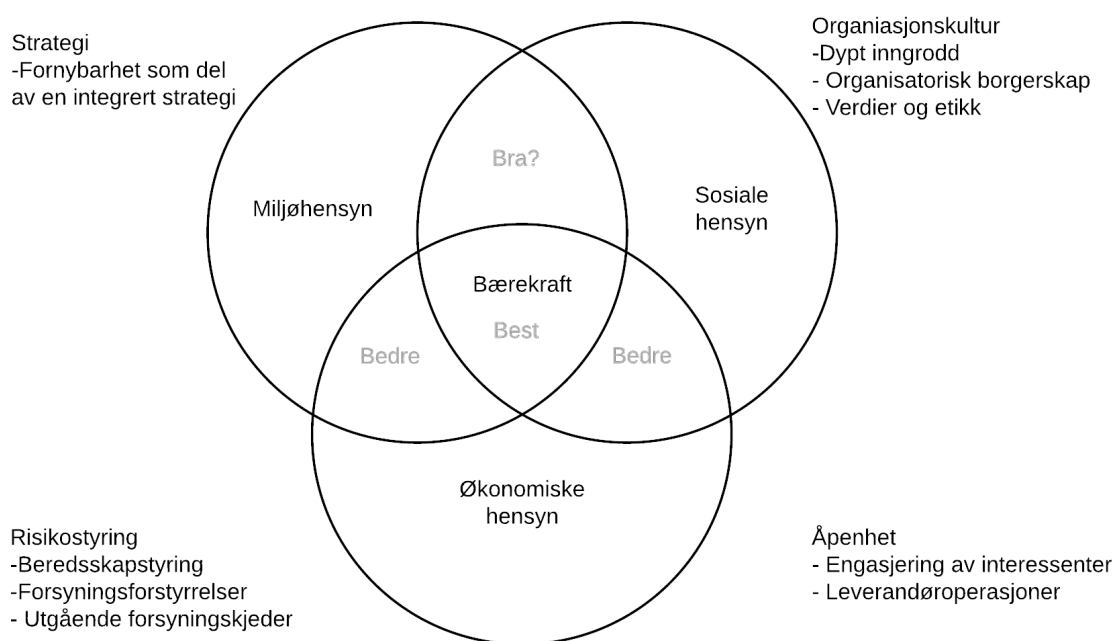 Strategi
-Fornybarhet som del
av en integrert strategi
Organiasjonskultur
-Dypt inngrodd
- Organisatorisk borgerskap
- Verdier og etikk
Bra?
Miljøhensyn
Sosiale
hensyn
Bærekraft
Best
Bedre
Bedre
Økonomiske
hensyn
Risikostyring
-Beredsskapstyring
-Forsyningsforstyrrelser
- Utgående forsyningskjeder
Åpenhet
- Engasjering av interessenter
- Leverandøroperasjoner